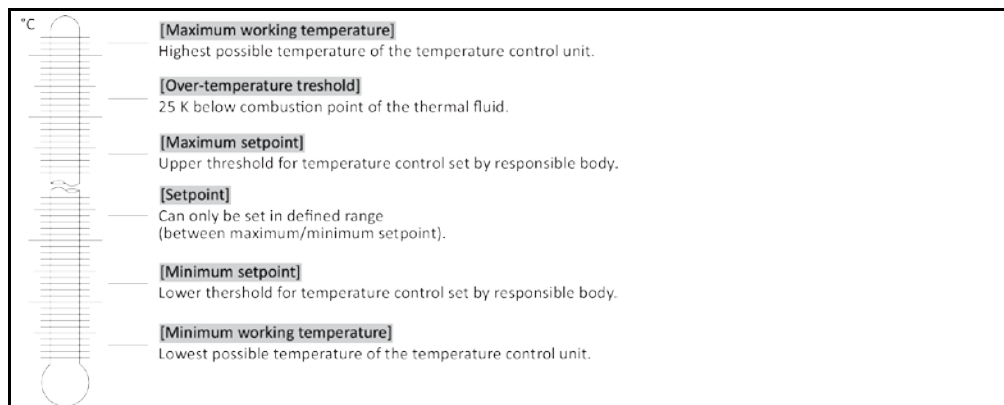 °C
[Maximum working temperature]
Highest possible temperature of the temperature control unit.
[Over-temperature treshold]
25 K below combustion point of the thermal fluid.
[Maximum setpoint]
Upper threshold for temperature control set by responsible body.
[Setpoint]
Can only be set in defined range
(between maximum/minimum setpoint).
[Minimum setpoint]
Lower thershold for temperature control set by responsible body.
[Minimum working temperature]
Lowest possible temperature of the temperature control unit.